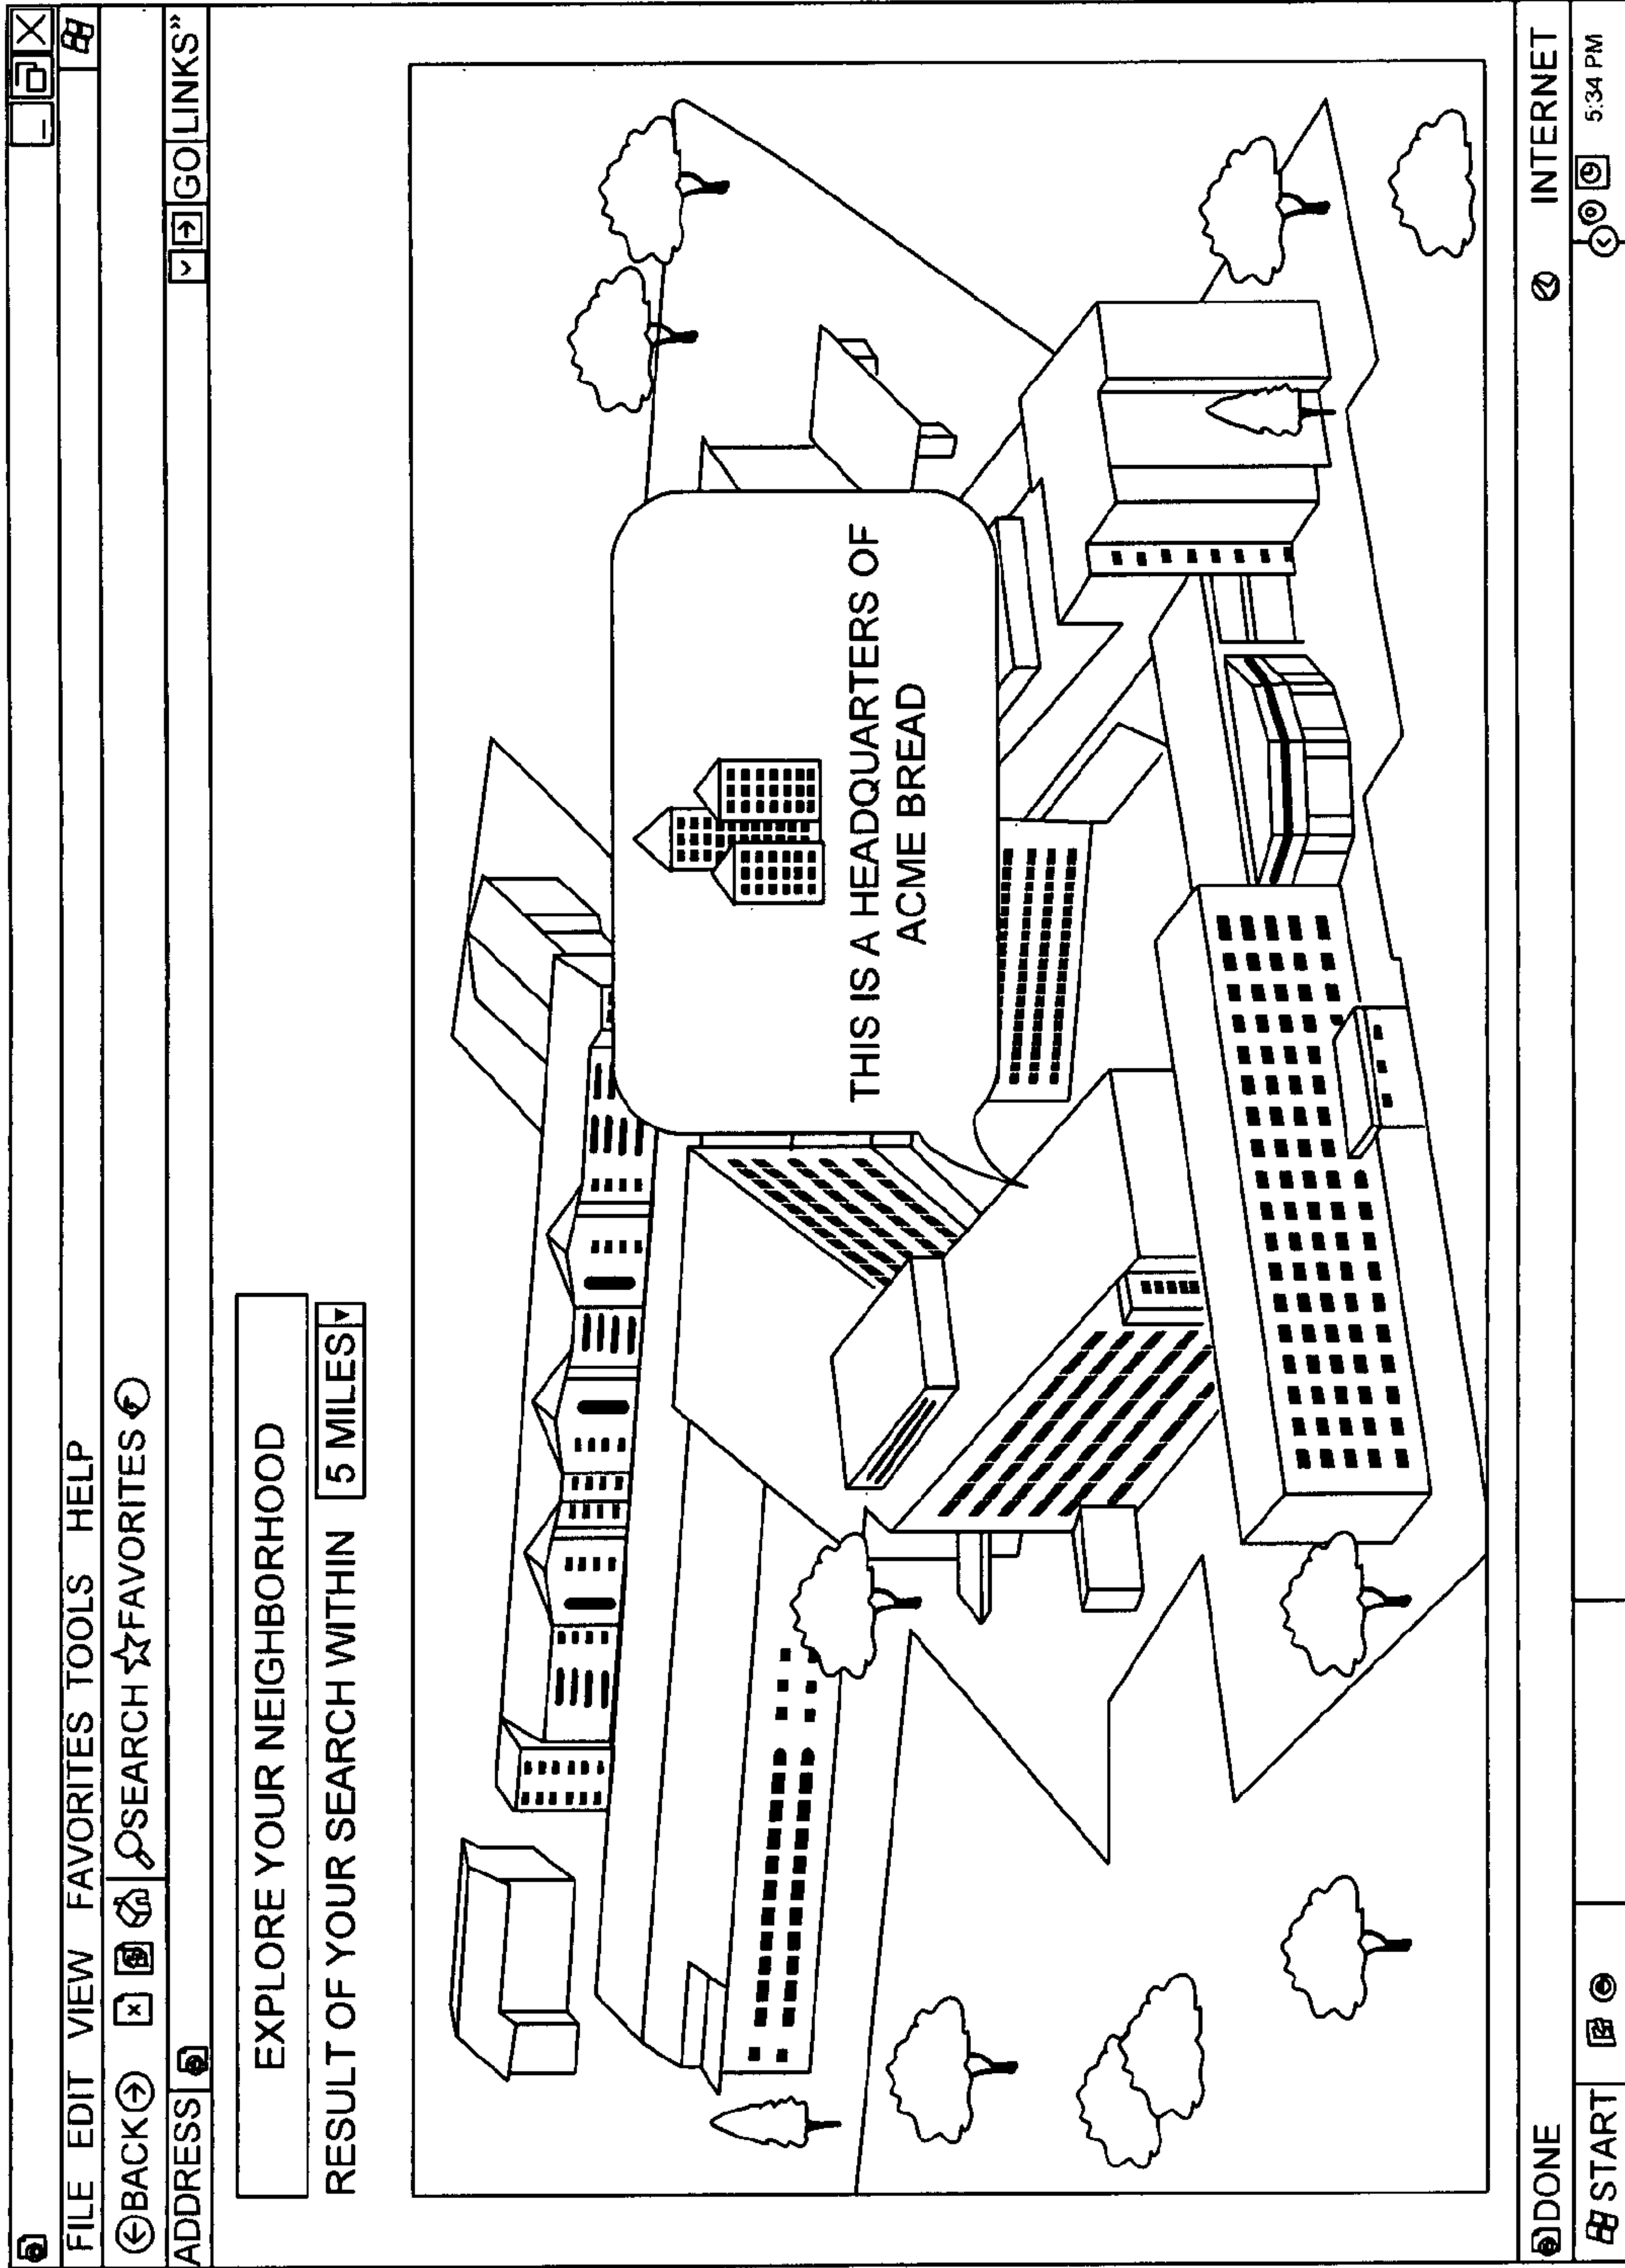 FILE EDIT VIEW FAVORITES TOOLS HELP
BACK SEARCH FAVORITES
ADDRESS GO LINKS"
EXPLORE YOUR NEIGHBORHOOD
RESULT OF YOUR SEARCH WITHIN 5 MILES
THIS IS A HEADQUARTERS OF
ACME BREAD
DONE INTERNET
START 5:34 PM